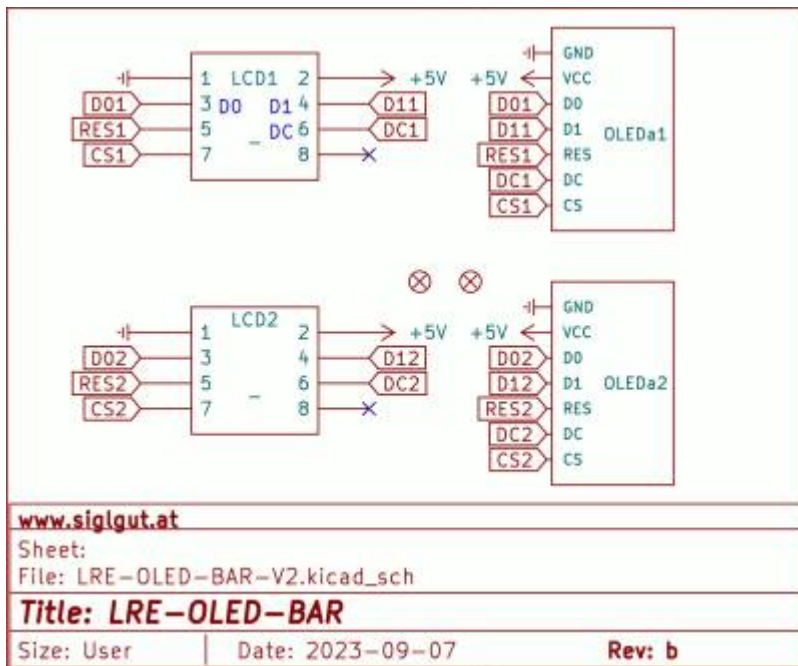 GND
1 LCD1 2 +5V +5V VCC
D01 3 D0 D1 4 D11 D01 D0
RES1 5 DC 6 DC1 D11 D1 OLEDa1
CS1 7 _ 8 RES1 RES
DC1 DC
CS1 CS
GND
1 LCD2 2 +5V +5V VCC
D02 3 4 D12 D02 D0
RES2 5 6 DC2 D12 D1 OLEDa2
CS2 7 _ 8 RES2 RES
DC2 DC
CS2 CS
www.siglgut.at
Sheet:
File: LRE-OLED-BAR-V2.kicad_sch
Title: LRE-OLED-BAR
Size: User Date: 2023-09-07 Rev: b